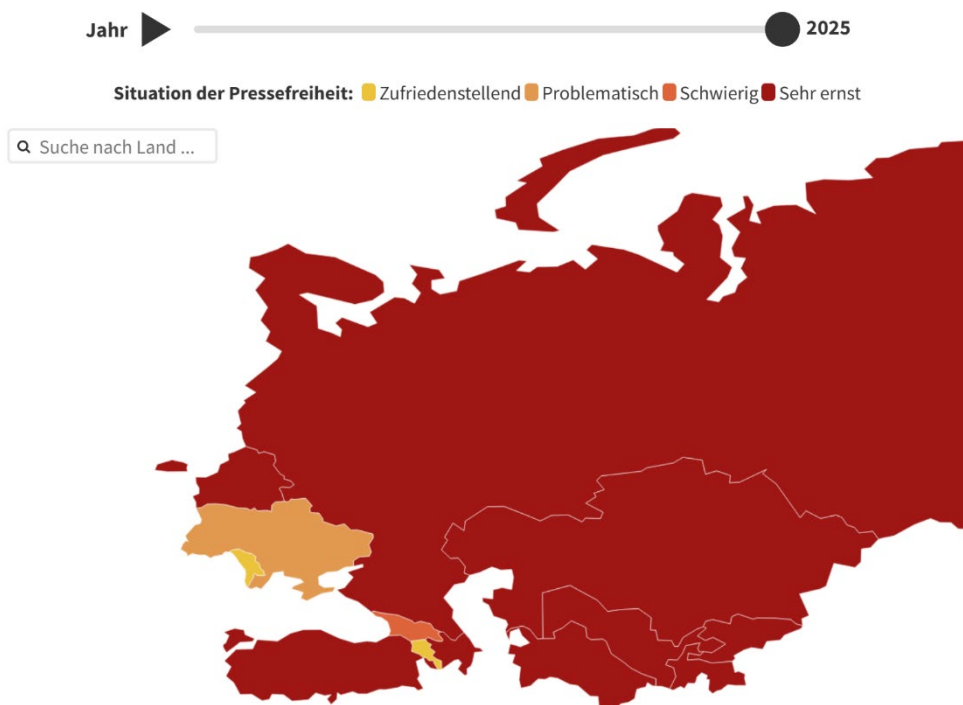 Jahr 2025
Situation der Pressefreiheit: Zufriedenstellend Problematisch Schwierig Sehr ernst
Suche nach Land ...